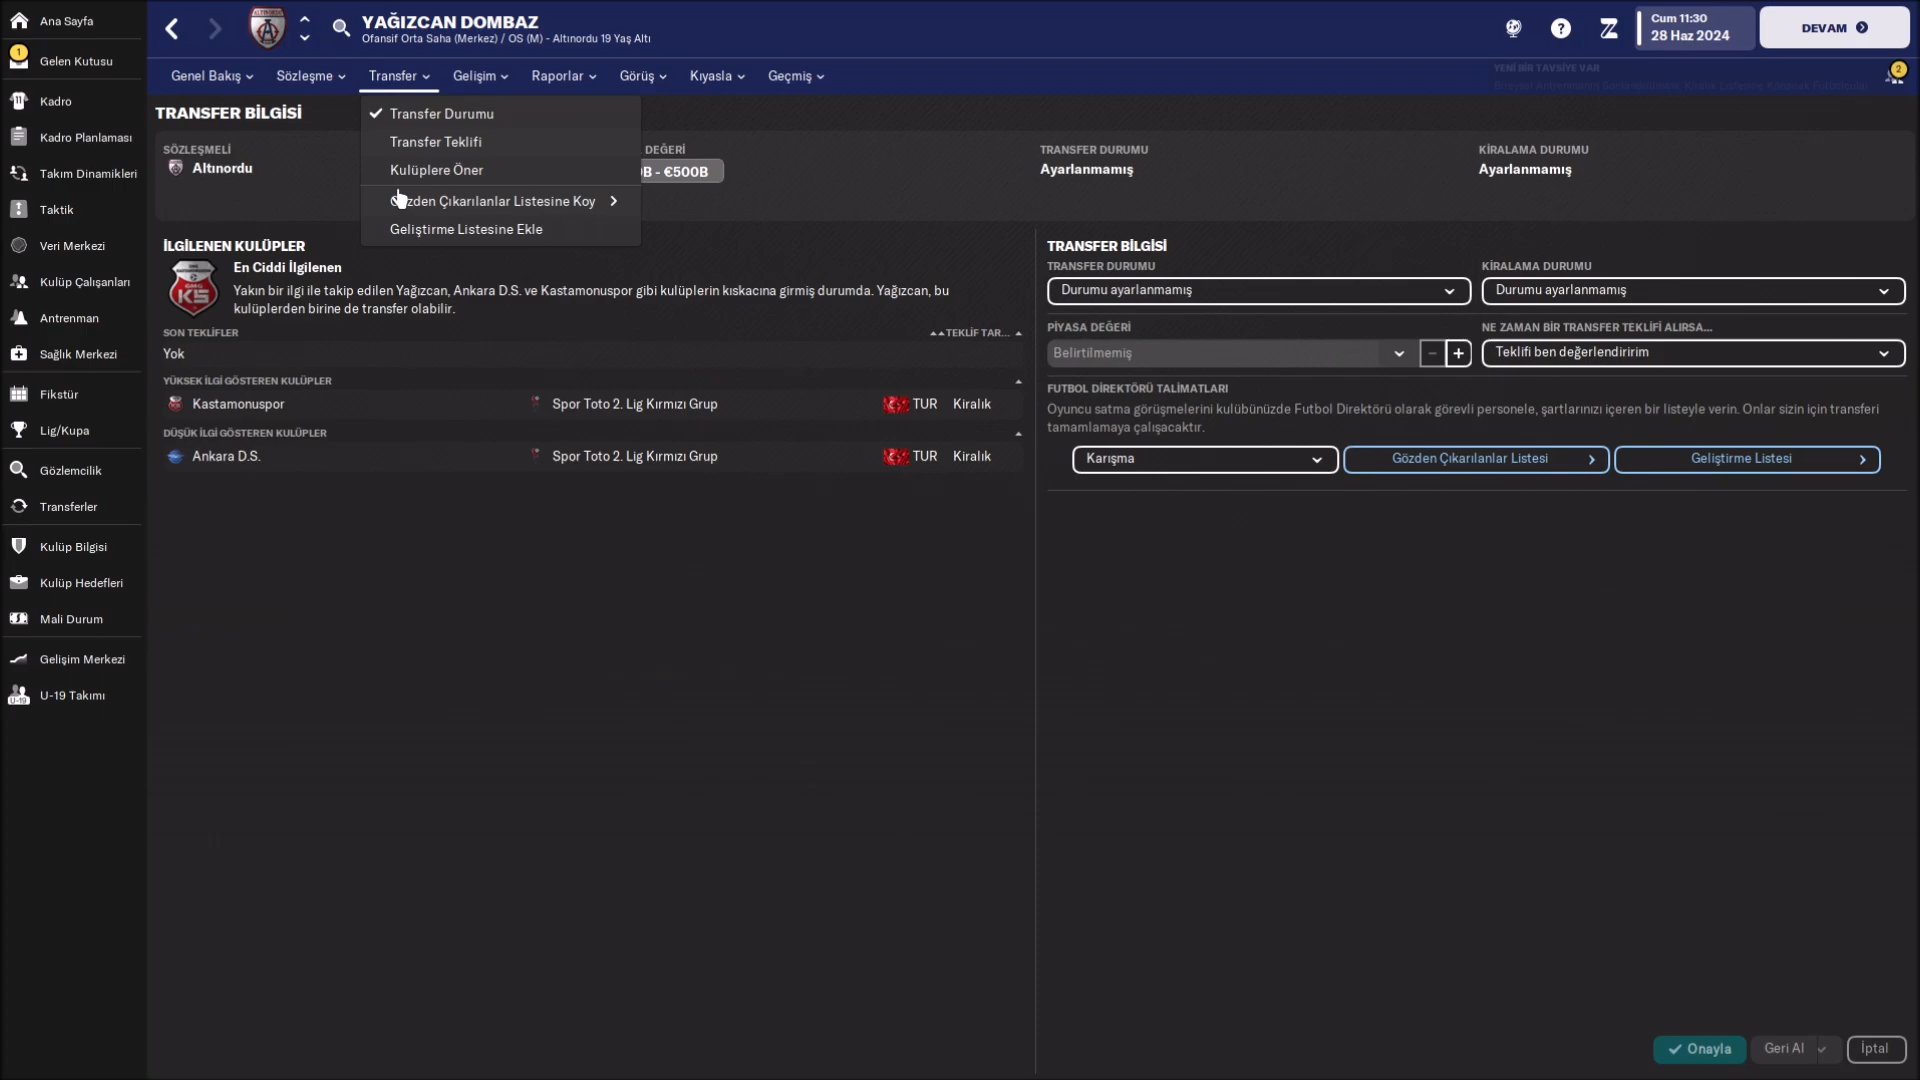 Ana Sayfa
1
Gelen Kutusu
Kadro
Kadro Planlaması
Takım Dinamikleri
Taktik
Veri Merkezi
Kulüp Çalışanları
Antrenman
Sağlık Merkezi
Fikstür
Lig/Kupa
Gözlemcilik
Transferler
Kulüp Bilgisi
Kulüp Hedefleri
Mali Durum
Gelişim Merkezi
U-19 Takımı
YAĞIZCAN DOMBAZ
Ofansif Orta Saha (Merkez) / OS (M) - Altınordu 19 Yaş Altı
Cum 11:30
28 Haz 2024
DEVAM
Genel Bakış
Sözleşme
Transfer
Gelişim
Raporlar
Görüş
Kıyasla
Geçmiş
YENİ BİR TAVSİYE VAR
2
TRANSFER BİLGİSİ
Transfer Durumu
Transfer Teklifi
Kulüplere Öner
Gözden Çıkarılanlar Listesine Koy
Geliştirme Listesine Ekle
SÖZLEŞMELİ
Altınordu
DEĞERİ
B - €500B
TRANSFER DURUMU
Ayarlanmamış
KİRALAMA DURUMU
Ayarlanmamış
İLGİLENEN KULÜPLER
En Ciddi İlgilenen
Yakın bir ilgi ile takip edilen Yağızcan, Ankara D.S. ve Kastamonuspor gibi kulüplerin kıskacına girmiş durumda. Yağızcan, bu
kulüplerden birine de transfer olabilir.
SON TEKLİFLER
TEKLİF TAR...
Yok
YÜKSEK İLGİ GÖSTEREN KULÜPLER
Kastamonuspor
Spor Toto 2. Lig Kırmızı Grup
TUR
Kiralık
DÜŞÜK İLGİ GÖSTEREN KULÜPLER
Ankara D.S.
Spor Toto 2. Lig Kırmızı Grup
TUR
Kiralık
TRANSFER BİLGİSİ
TRANSFER DURUMU
Durumu ayarlanmamış
KİRALAMA DURUMU
Durumu ayarlanmamış
PİYASA DEĞERİ
Belirtilmemiş
NE ZAMAN BİR TRANSFER TEKLİFİ ALIRSA...
Teklifi ben değerlendiririm
FUTBOL DİREKTÖRÜ TALİMATLARI
Oyuncu satma görüşmelerini kulübünüzde Futbol Direktörü olarak görevli personele, şartlarınızı içeren bir listeyle verin. Onlar sizin için transferi
tamamlamaya çalışacaktır.
Karışma
Gözden Çıkarılanlar Listesi
Geliştirme Listesi
Onayla
Geri Al
İptal